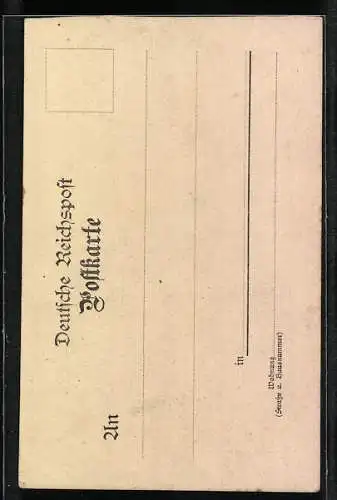 Deutsche Reichspost
Postkarte
An
in
Wohnung
(Straße u. Hausnummer)